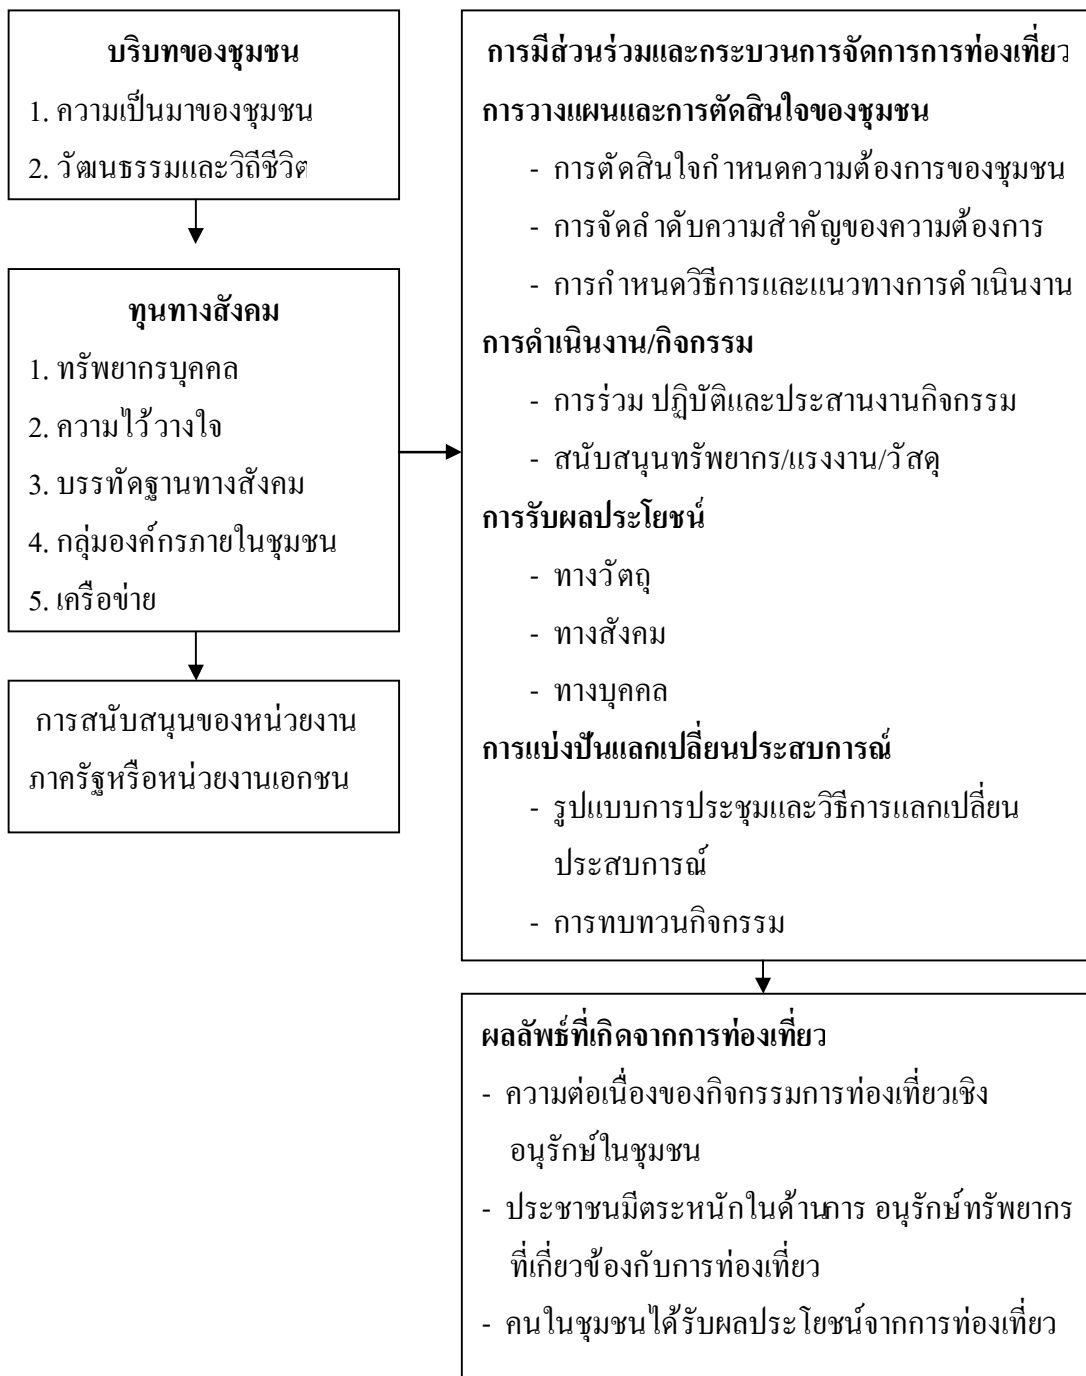 บริบทของชุมชน
1. ความเป็นมาของชุมชน
2. วัฒนธรรมและวิถีชีวิต
ทุนทางสังคม
1. ทรัพยากรบุคคล
2. ความไว้วางใจ
3. บรรทัดฐานทางสังคม
4. กลุ่มองค์กรภายในชุมชน
5. เครือข่าย
การสนับสนุนของหน่วยงาน
ภาครัฐหรือหน่วยงานเอกชน
การมีส่วนร่วมและกระบวนการจัดการการท่องเที่ยว
การวางแผนและการตัดสินใจของชุมชน
- การตัดสินใจกำหนดความต้องการของชุมชน
- การจัดลำดับความสำคัญของความต้องการ
- การกำหนดวิธีการและแนวทางการดำเนินงาน
การดำเนินงาน/กิจกรรม
- การร่วม ปฏิบัติและประสานงานกิจกรรม
- สนับสนุนทรัพยากร/แรงงาน/วัสดุ
การรับผลประโยชน์
- ทางวัตถุ
- ทางสังคม
- ทางบุคคล
การแบ่งปันแลกเปลี่ยนประสบการณ์
- รูปแบบการประชุมและวิธีการแลกเปลี่ยน
ประสบการณ์
- การทบทวนกิจกรรม
ผลลัพธ์ที่เกิดจากการท่องเที่ยว
- ความต่อเนื่องของกิจกรรมการท่องเที่ยวเชิง
อนุรักษ์ในชุมชน
- ประชาชนมีตระหนักในด้านการ อนุรักษ์ทรัพยากร
ที่เกี่ยวข้องกับการท่องเที่ยว
- คนในชุมชนได้รับผลประโยชน์จากการท่องเที่ยว